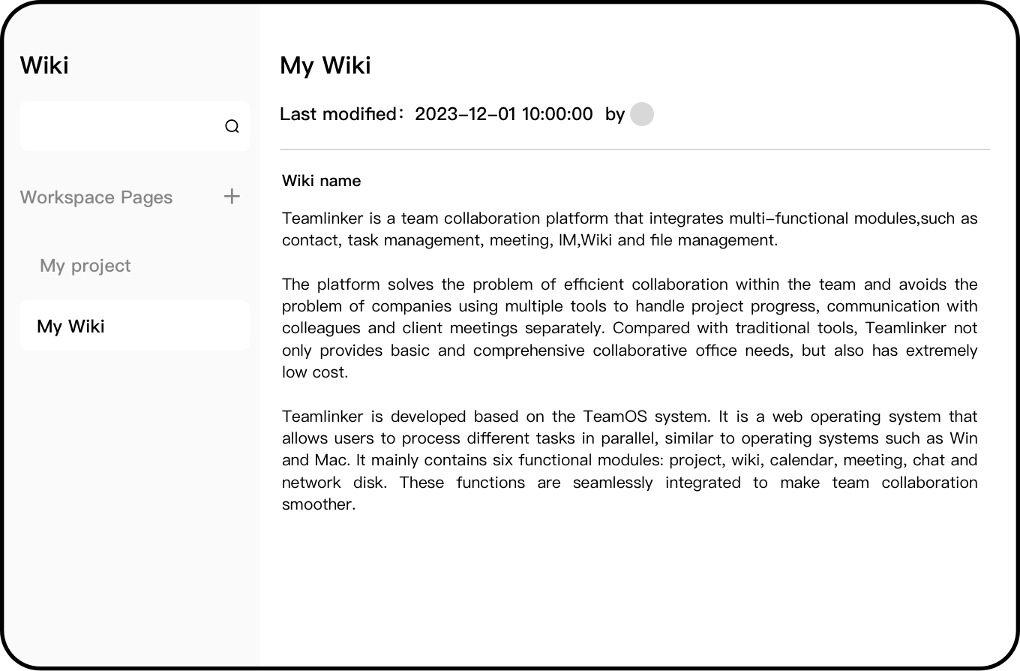 Wiki
Workspace Pages
My project
My Wiki
My Wiki
Last modified：2023-12-01 10:00:00 by
Wiki name
Teamlinker is a team collaboration platform that integrates multi-functional modules,such as
contact, task management, meeting, IM,Wiki and file management.
The platform solves the problem of efficient collaboration within the team and avoids the
problem of companies using multiple tools to handle project progress, communication with
colleagues and client meetings separately. Compared with traditional tools, Teamlinker not
only provides basic and comprehensive collaborative office needs, but also has extremely
low cost.
Teamlinker is developed based on the TeamOS system. It is a web operating system that
allows users to process different tasks in parallel, similar to operating systems such as Win
and Mac. It mainly contains six functional modules: project, wiki, calendar, meeting, chat and
network disk. These functions are seamlessly integrated to make team collaboration
smoother.